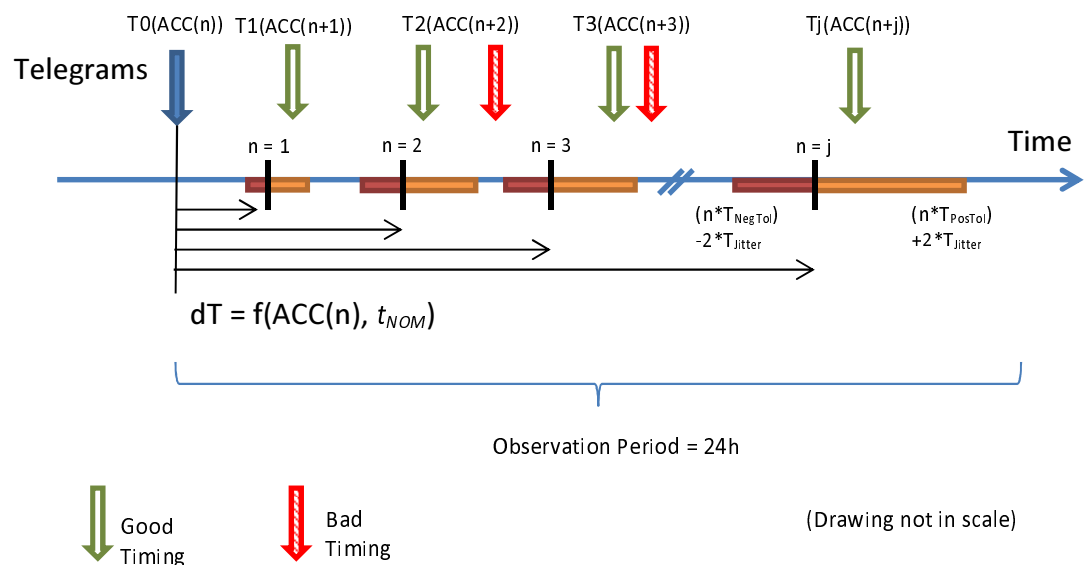 T0(ACC(n))
T1(ACC(n+1))
T2(ACC(n+2))
T3(ACC(n+3))
Tj(ACC(n+j))
Telegrams
n = 1
n = 2
n = 3
n = j
Time
(n*TNegTol)
-2*TJitter
(n*TPosTol)
+2*TJitter
dT = f(ACC(n), tNOM)
Observation Period = 24h
Good
Timing
Bad
Timing
(Drawing not in scale)